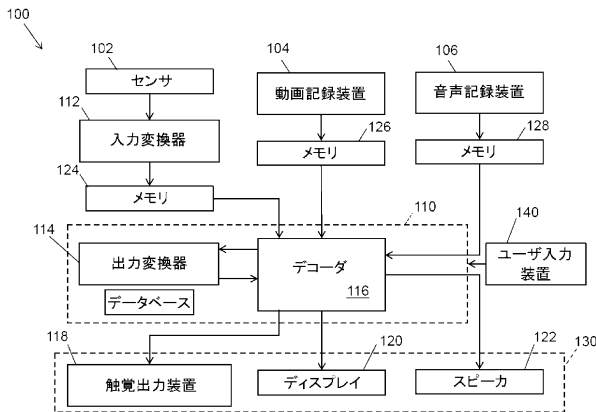 100
102
センサ
104
動画記録装置
106
音声記録装置
112
入力変換器
126
メモリ
128
メモリ
124
メモリ
110
114
出力変換器
データベース
デコーダ
116
140
ユーザ入力
装置
118
触覚出力装置
120
ディスプレイ
122
スピーカ
130